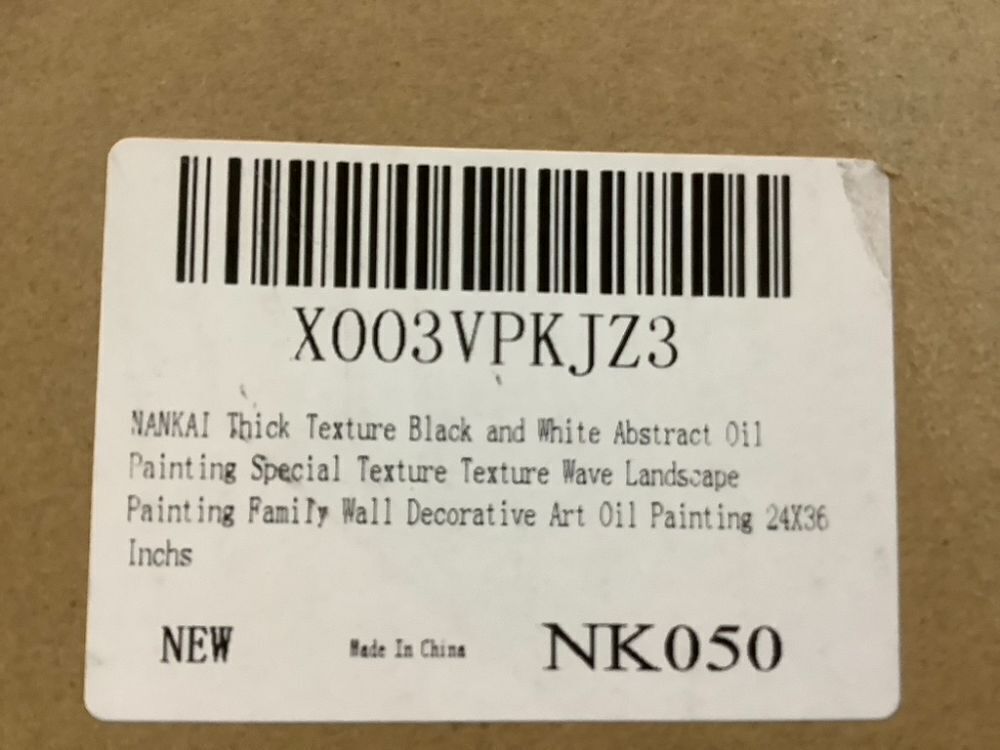 X003VPKJZ3
NANKAI Thick Texture Black and White Abstract Oil
Painting Special Texture Texture Wave Landscape
Painting Family Wall Decorative Art Oil Painting 24X36
Inchs
NEW Made In China NK050